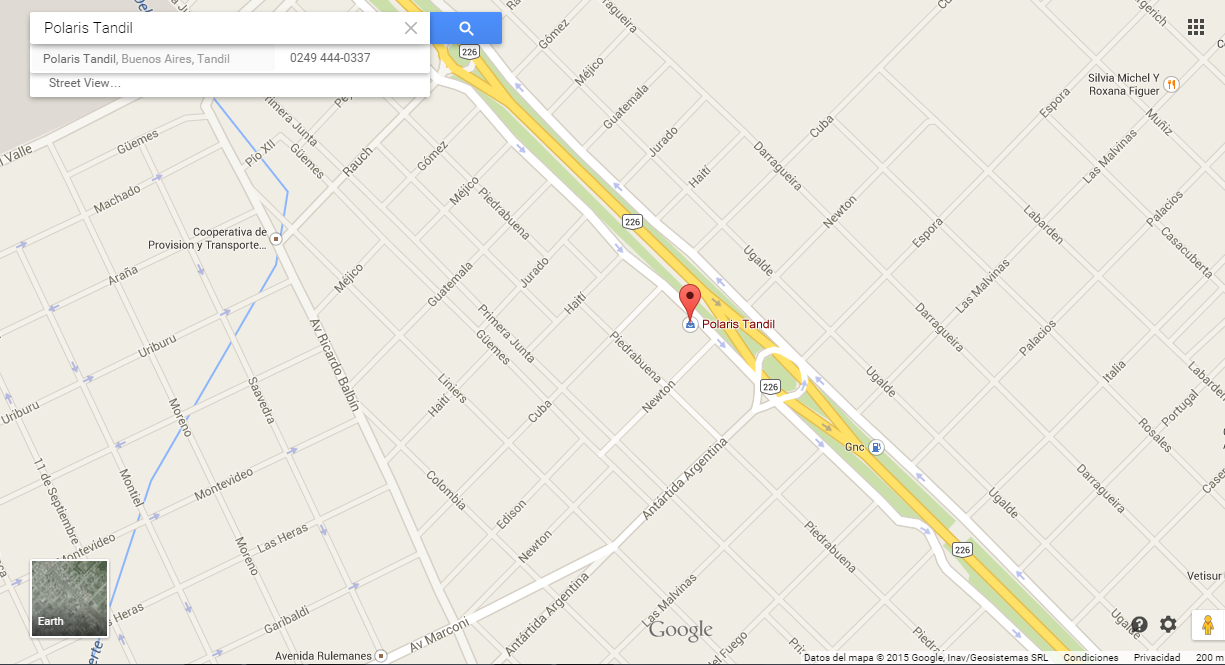 Polaris Tandil
Polaris Tandil, Buenos Aires, Tandil
0249 444-0337
Street View...
226
Gómez
Méjico
Guatemala
Jurado
Haití
Cuba
Darragueira
Newton
Espora
Silvia Michel Y
Roxana Figuer
Espora
Muñiz
Las Malvinas
Palacios
Labarden
Casacuberta
Güemes
Primera Junta
Pio XII
Güemes
Rauch
Gómez
Méjico
Piedrabuena
Machado
Cooperativa de
Provision y Transporte...
226
Ugalde
Araña
Méjico
Guatemala
Jurado
Haití
Las Malvinas
Polaris Tandil
Primera Junta
Güemes
Piedrabuena
Darragueira
Palacios
Uriburu
Av Ricardo Balbín
Liniers
Haití
Cuba
Newton
226
Ugalde
Italia
Labarden
Portugal
Rosales
Uriburu
Moreno
Saavedra
Gnc
Antártida Argentina
11 de Septiembre
Montiel
Montevideo
Colombia
Edison
Newton
Darragueira
Ugalde
Piedrabuena
Montevideo
Las Heras
Moreno
226
Vetisur
Earth
Las Heras
Garibaldi
Av Marconi
Antártida Argentina
Las Malvinas
Google
Ugalde
Avenida Rulemanes
Datos del mapa © 2015 Google, Inav/Geosistemas SRL
Condiciones
Privacidad
200 m